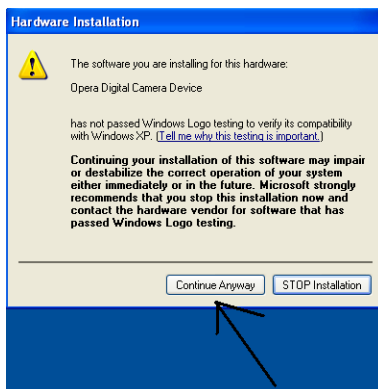 Hardware Installation
The software you are installing for this hardware:
Opera Digital Camera Device
has not passed Windows Logo testing to verify its compatibility
with Windows XP. (Tell me why this testing is important.)
Continuing your installation of this software may impair
or destabilize the correct operation of your system
either immediately or in the future. Microsoft strongly
recommends that you stop this installation now and
contact the hardware vendor for software that has
passed Windows Logo testing.
Continue Anyway
STOP Installation